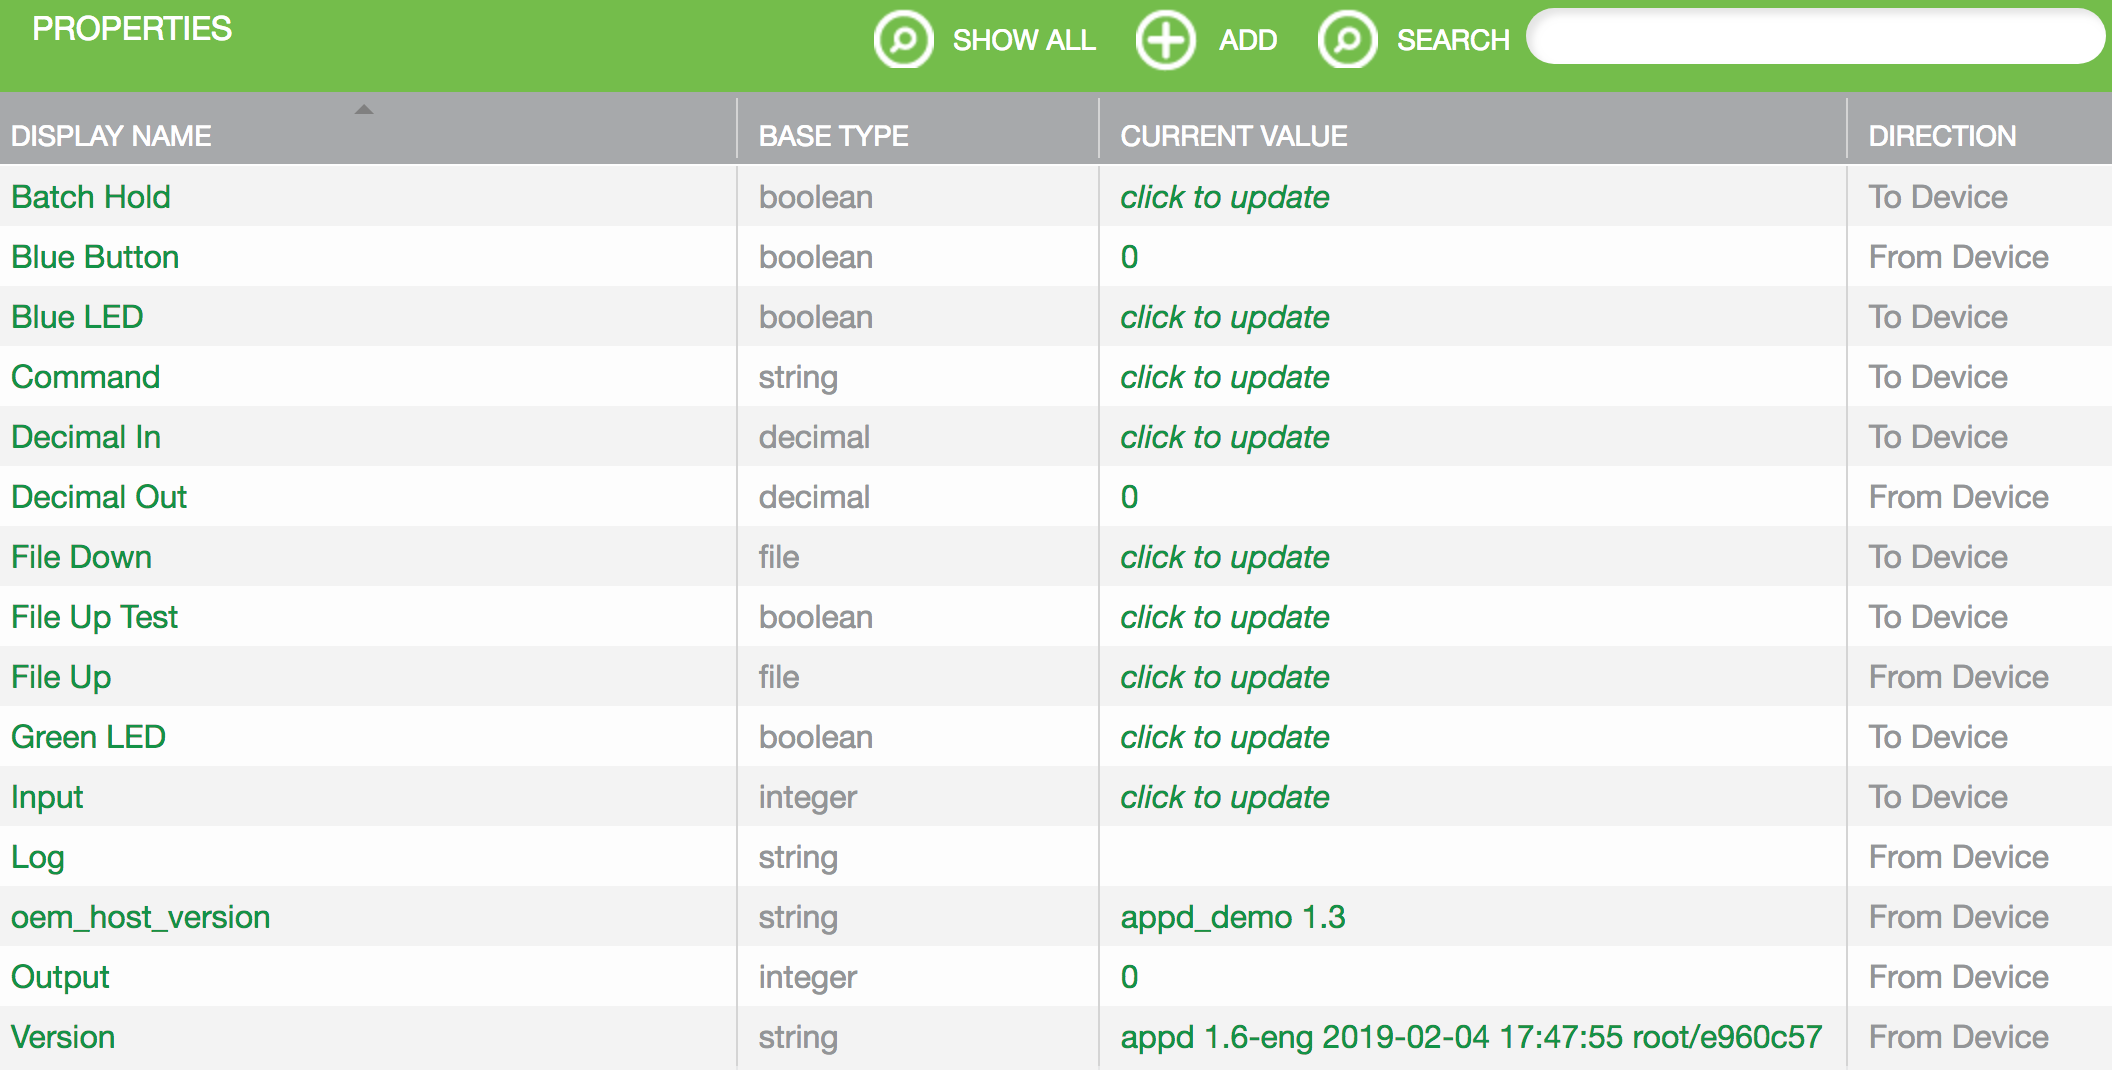 PROPERTIES SHOW ALL ADD SEARCH
DISPLAY NAME BASE TYPE CURRENT VALUE DIRECTION
Batch Hold boolean click to update To Device
Blue Button boolean 0 From Device
Blue LED boolean click to update To Device
Command string click to update To Device
Decimal In decimal click to update To Device
Decimal Out decimal 0 From Device
File Down file click to update To Device
File Up Test boolean click to update To Device
File Up file click to update From Device
Green LED boolean click to update To Device
Input integer click to update To Device
Log string From Device
oem_host_version string appd_demo 1.3 From Device
Output integer 0 From Device
Version string appd 1.6-eng 2019-02-04 17:47:55 root/e960c57 From Device